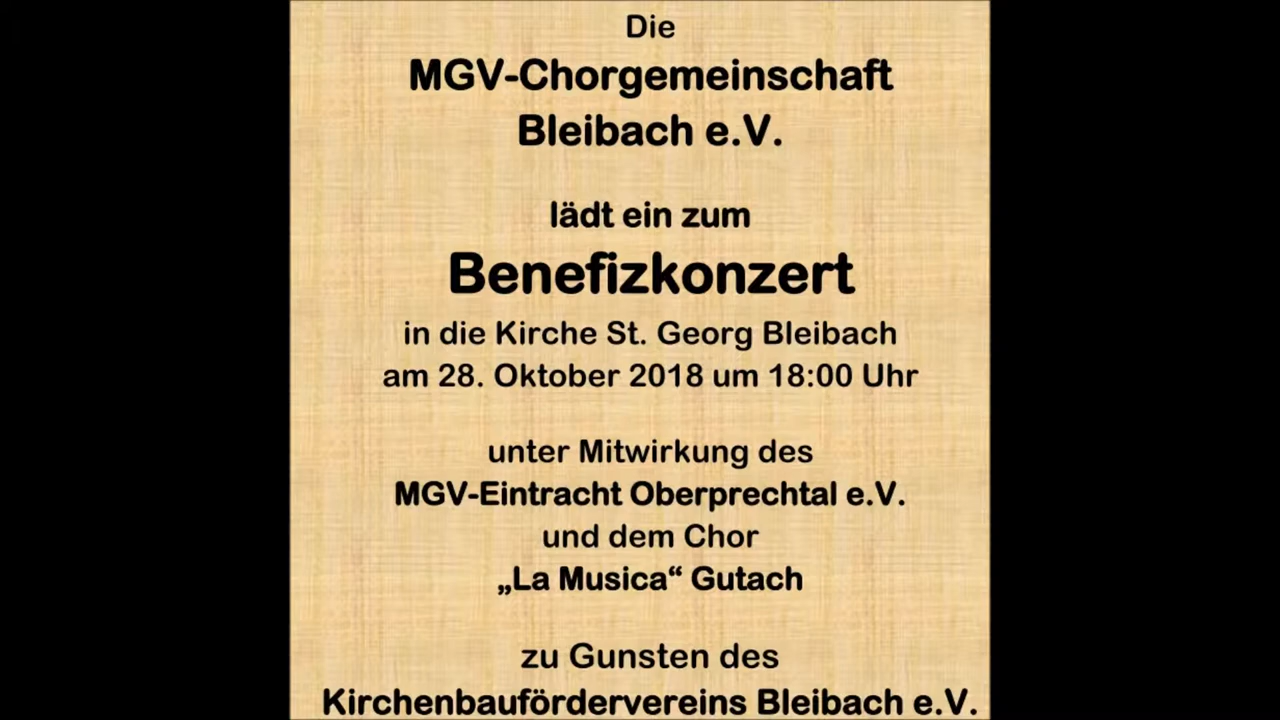 Die
MGV-Chorgemeinschaft
Bleibach e.V.
lädt ein zum
Benefizkonzert
in die Kirche St. Georg Bleibach
am 28. Oktober 2018 um 18:00 Uhr
unter Mitwirkung des
MGV-Eintracht Oberprechtal e.V.
und dem Chor
„La Musica“ Gutach
zu Gunsten des
Kirchenbaufördervereins Bleibach e.V.